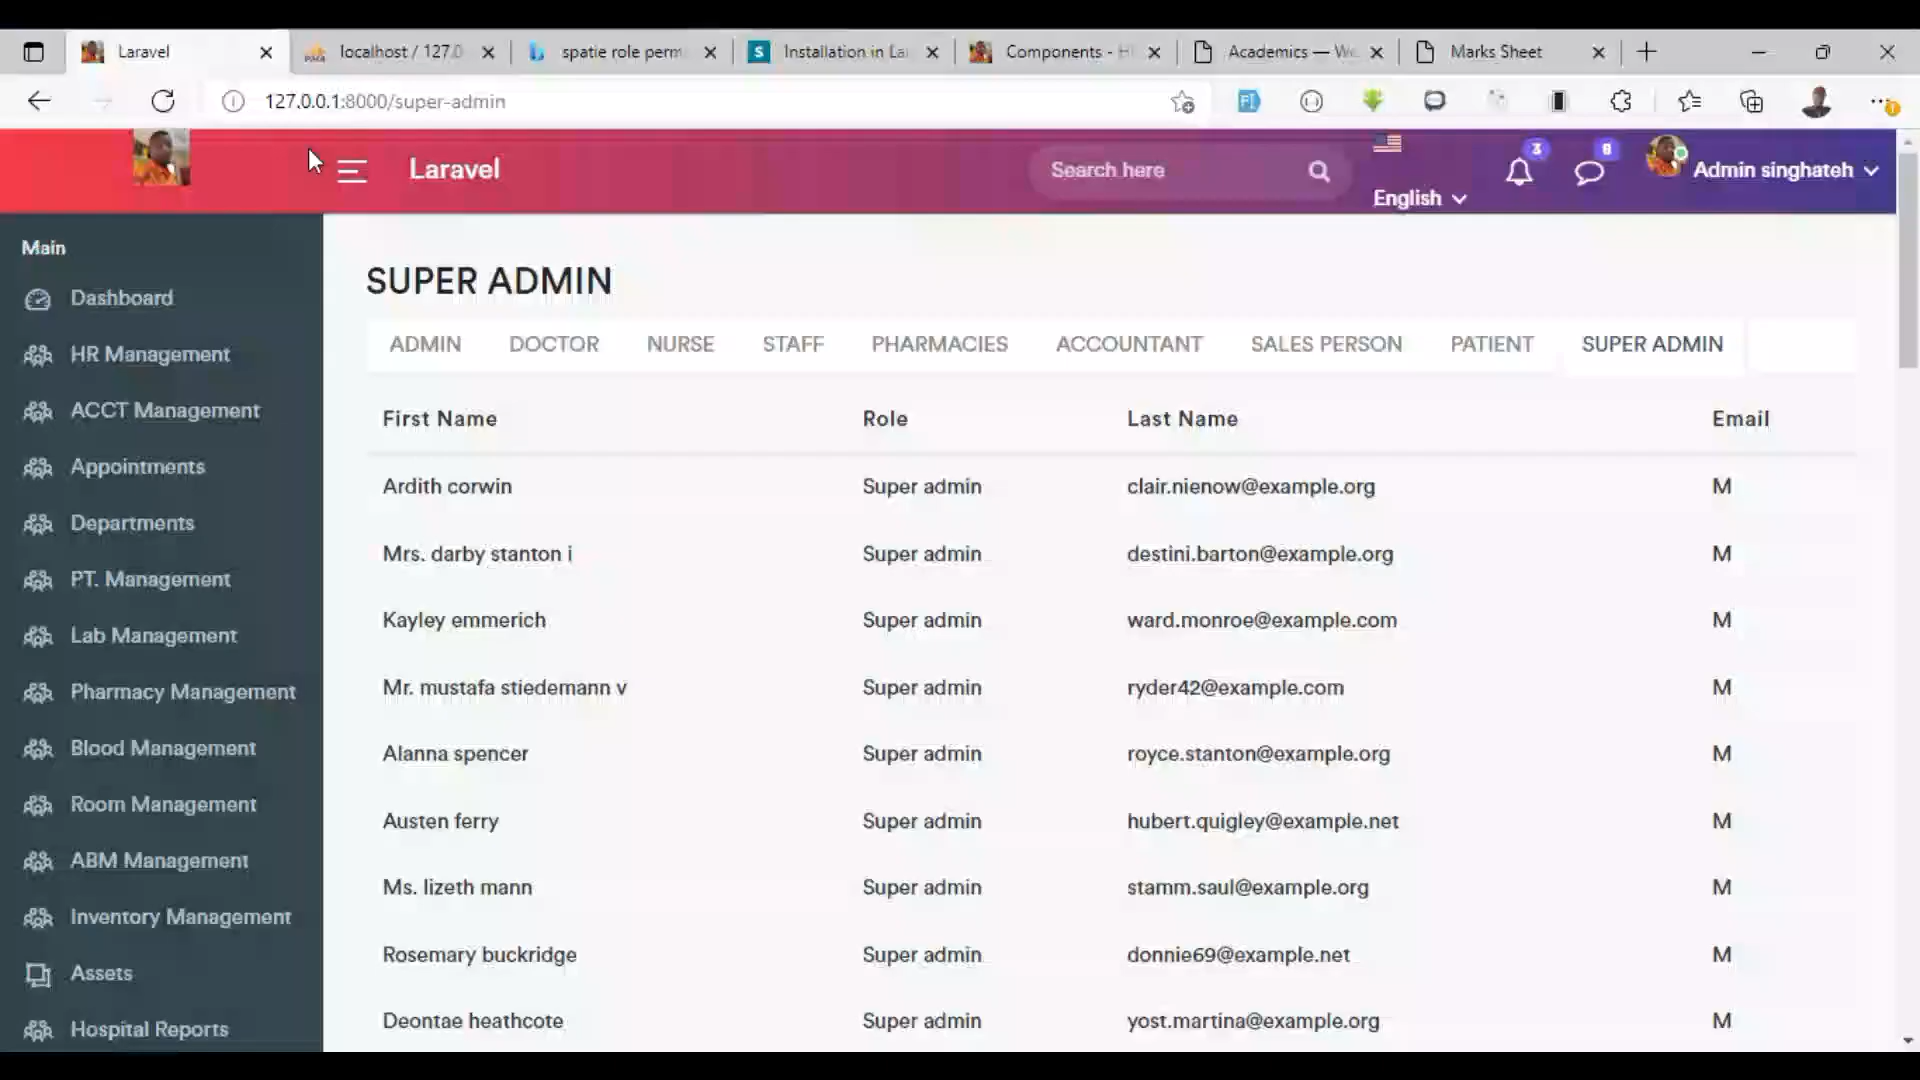 Laravel
localhost / 127.0
spatie role perm
Installation in La
Components - H
Academics — W
Marks Sheet
127.0.0.1:8000/super-admin
Laravel
Search here
English
3
8
Admin singhateh
Main
Dashboard
HR Management
ACCT Management
Appointments
Departments
PT. Management
Lab Management
Pharmacy Management
Blood Management
Room Management
ABM Management
Inventory Management
Assets
Hospital Reports
SUPER ADMIN
ADMIN DOCTOR NURSE STAFF PHARMACIES ACCOUNTANT SALES PERSON PATIENT SUPER ADMIN
First Name Role Last Name Email
Ardith corwin Super admin clair.nienow@example.org M
Mrs. darby stanton i Super admin destini.barton@example.org M
Kayley emmerich Super admin ward.monroe@example.com M
Mr. mustafa stiedemann v Super admin ryder42@example.com M
Alanna spencer Super admin royce.stanton@example.org M
Austen ferry Super admin hubert.quigley@example.net M
Ms. lizeth mann Super admin stamm.saul@example.org M
Rosemary buckridge Super admin donnie69@example.net M
Deontae heathcote Super admin yost.martina@example.org M